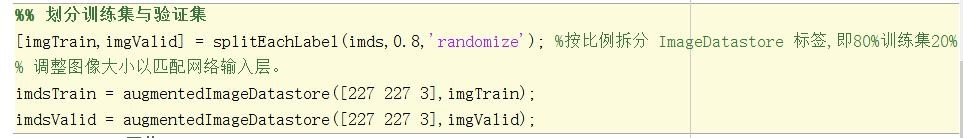 %% 划分训练集与验证集
[imgTrain,imgValid] = splitEachLabel(imds,0.8,'randomize'); %按比例拆分 ImageDatastore 标签,即80%训练集20%
% 调整图像大小以匹配网络输入层。
imdsTrain = augmentedImageDatastore([227 227 3],imgTrain);
imdsValid = augmentedImageDatastore([227 227 3],imgValid);